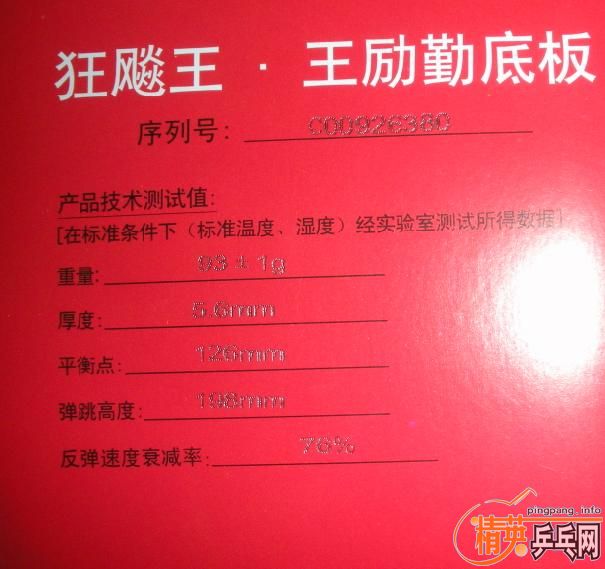 狂飚王·王励勤底板
序列号: C00926380
产品技术测试值:
[在标准条件下（标准温度、湿度）经实验室测试所得数据]
重量: 93±1g
厚度: 5.6mm
平衡点: 126mm
弹跳高度: 198mm
反弹速度衰减率: 76%
pingpang.info
精英乒乓网